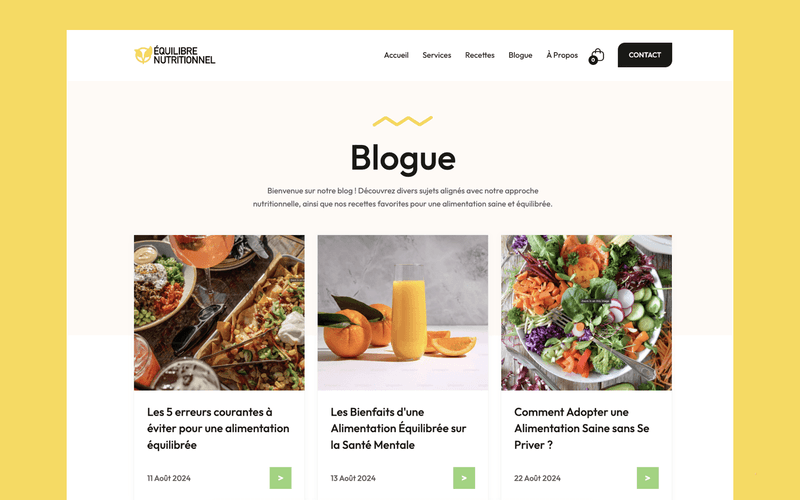 ÉQUILIBRE
NUTRITIONNEL
Accueil Services Recettes Blogue À Propos 0 CONTACT
Blogue
Bienvenue sur notre blog ! Découvrez divers sujets alignés avec notre approche
nutritionnelle, ainsi que nos recettes favorites pour une alimentation saine et équilibrée.
Les 5 erreurs courantes à
éviter pour une alimentation
équilibrée
11 Août 2024 >
Les Bienfaits d'une
Alimentation Équilibrée sur
la Santé Mentale
13 Août 2024 >
Comment Adopter une
Alimentation Saine sans Se
Priver ?
22 Août 2024 >